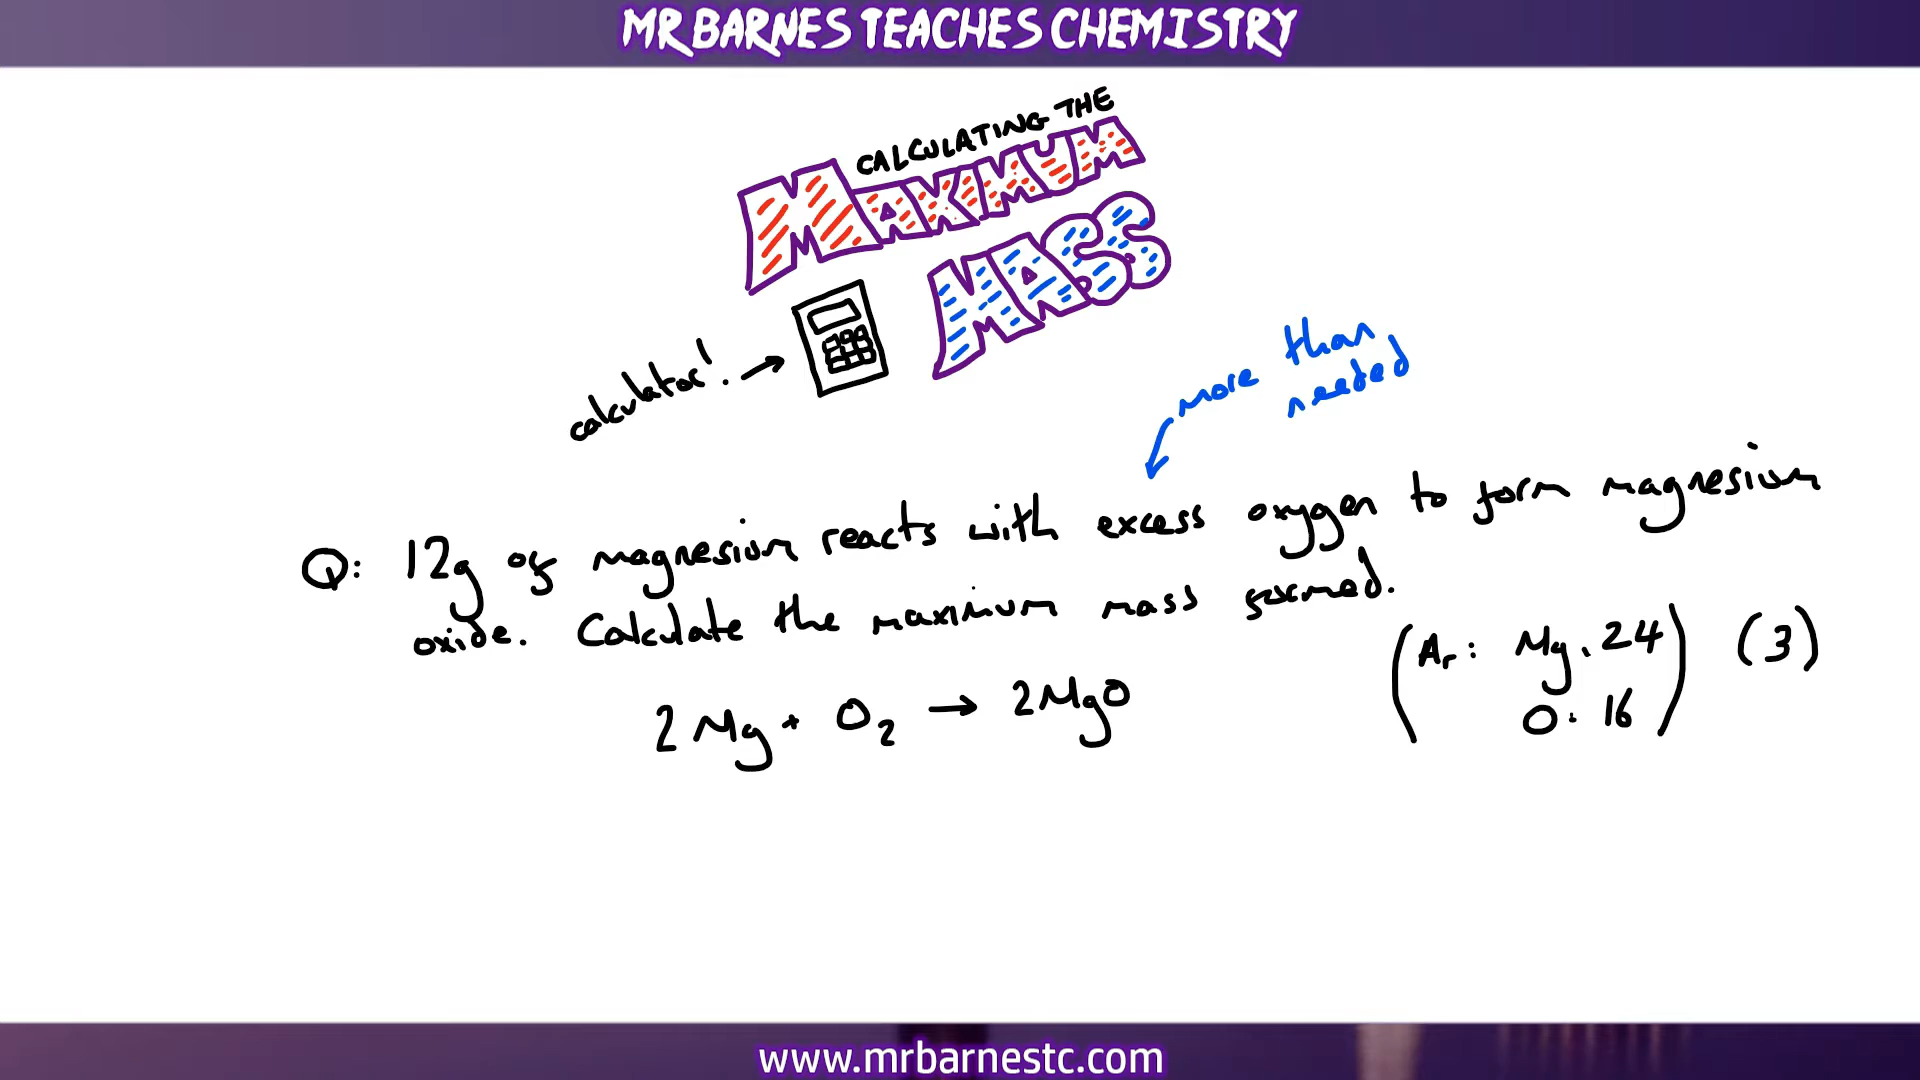 MR BARNES TEACHES CHEMISTRY
CALCULATING THE
MAXIMUM
MASS
calculator!
more than
needed
Q: 12g of magnesium reacts with excess oxygen to form magnesium
oxide. Calculate the maximum mass formed.
(Ar: Mg, 24 (3)
O: 16)
2Mg + O2 → 2MgO
www.mrbarnestc.com